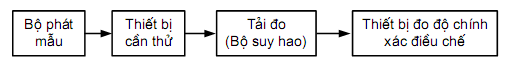 Bộ phát
mẫu
Thiết bị
cần thử
Tải đo
(Bộ suy hao)
Thiết bị đo độ chính
xác điều chế